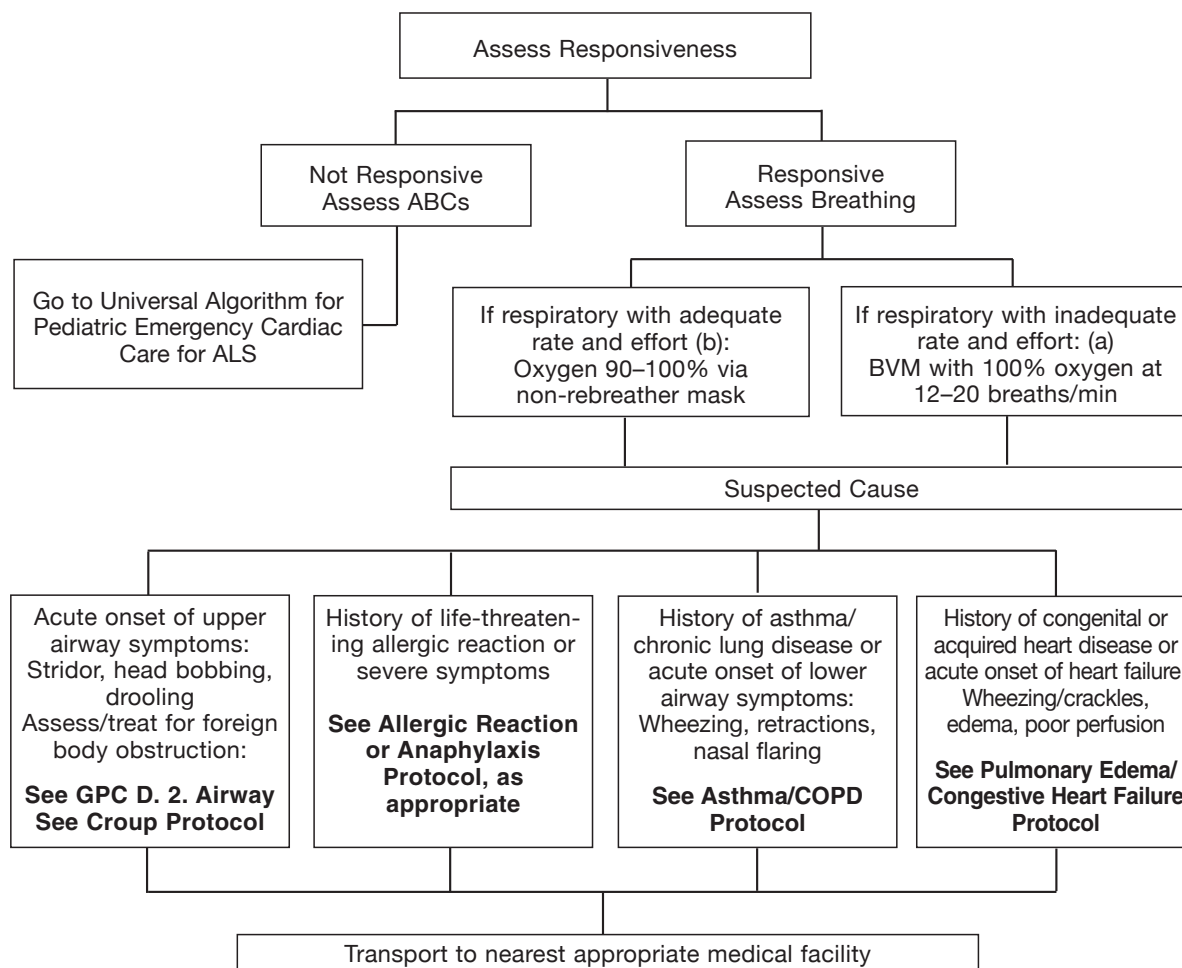 Assess Responsiveness
Not Responsive
Assess ABCs
Responsive
Assess Breathing
Go to Universal Algorithm for
Pediatric Emergency Cardiac
Care for ALS
If respiratory with adequate
rate and effort (b):
Oxygen 90–100% via
non-rebreather mask
If respiratory with inadequate
rate and effort: (a)
BVM with 100% oxygen at
12–20 breaths/min
Suspected Cause
Acute onset of upper
airway symptoms:
Stridor, head bobbing,
drooling
Assess/treat for foreign
body obstruction:
See GPC D. 2. Airway
See Croup Protocol
History of life-threaten-
ing allergic reaction or
severe symptoms
See Allergic Reaction
or Anaphylaxis
Protocol, as
appropriate
History of asthma/
chronic lung disease or
acute onset of lower
airway symptoms:
Wheezing, retractions,
nasal flaring
See Asthma/COPD
Protocol
History of congenital or
acquired heart disease or
acute onset of heart failure
Wheezing/crackles,
edema, poor perfusion
See Pulmonary Edema/
Congestive Heart Failure
Protocol
Transport to nearest appropriate medical facility